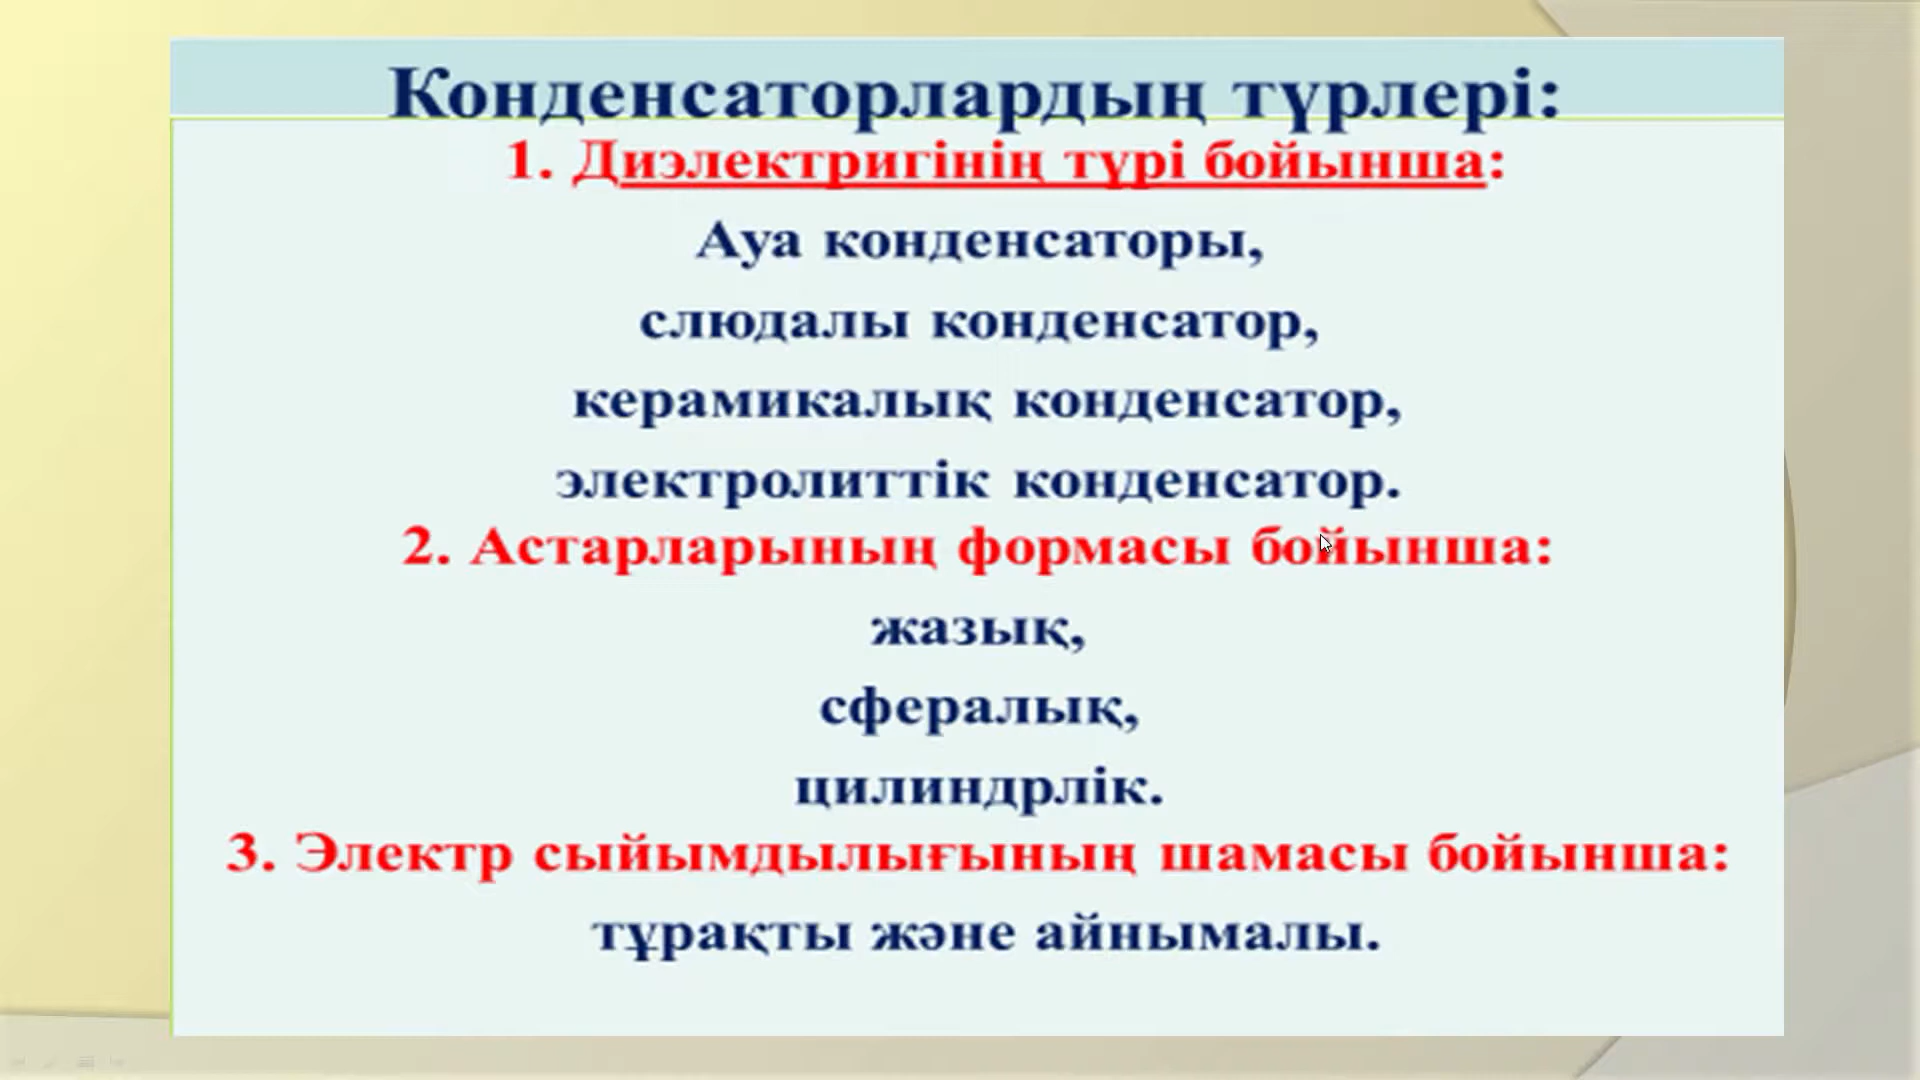 Конденсаторлардың түрлері:
1. Диэлектригінің түрі бойынша:
Ауа конденсаторы,
слюдалы конденсатор,
керамикалық конденсатор,
электролиттік конденсатор.
2. Астарларының формасы бойынша:
жазық,
сфералық,
цилиндрлік.
3. Электр сыйымдылығының шамасы бойынша:
тұрақты және айнымалы.